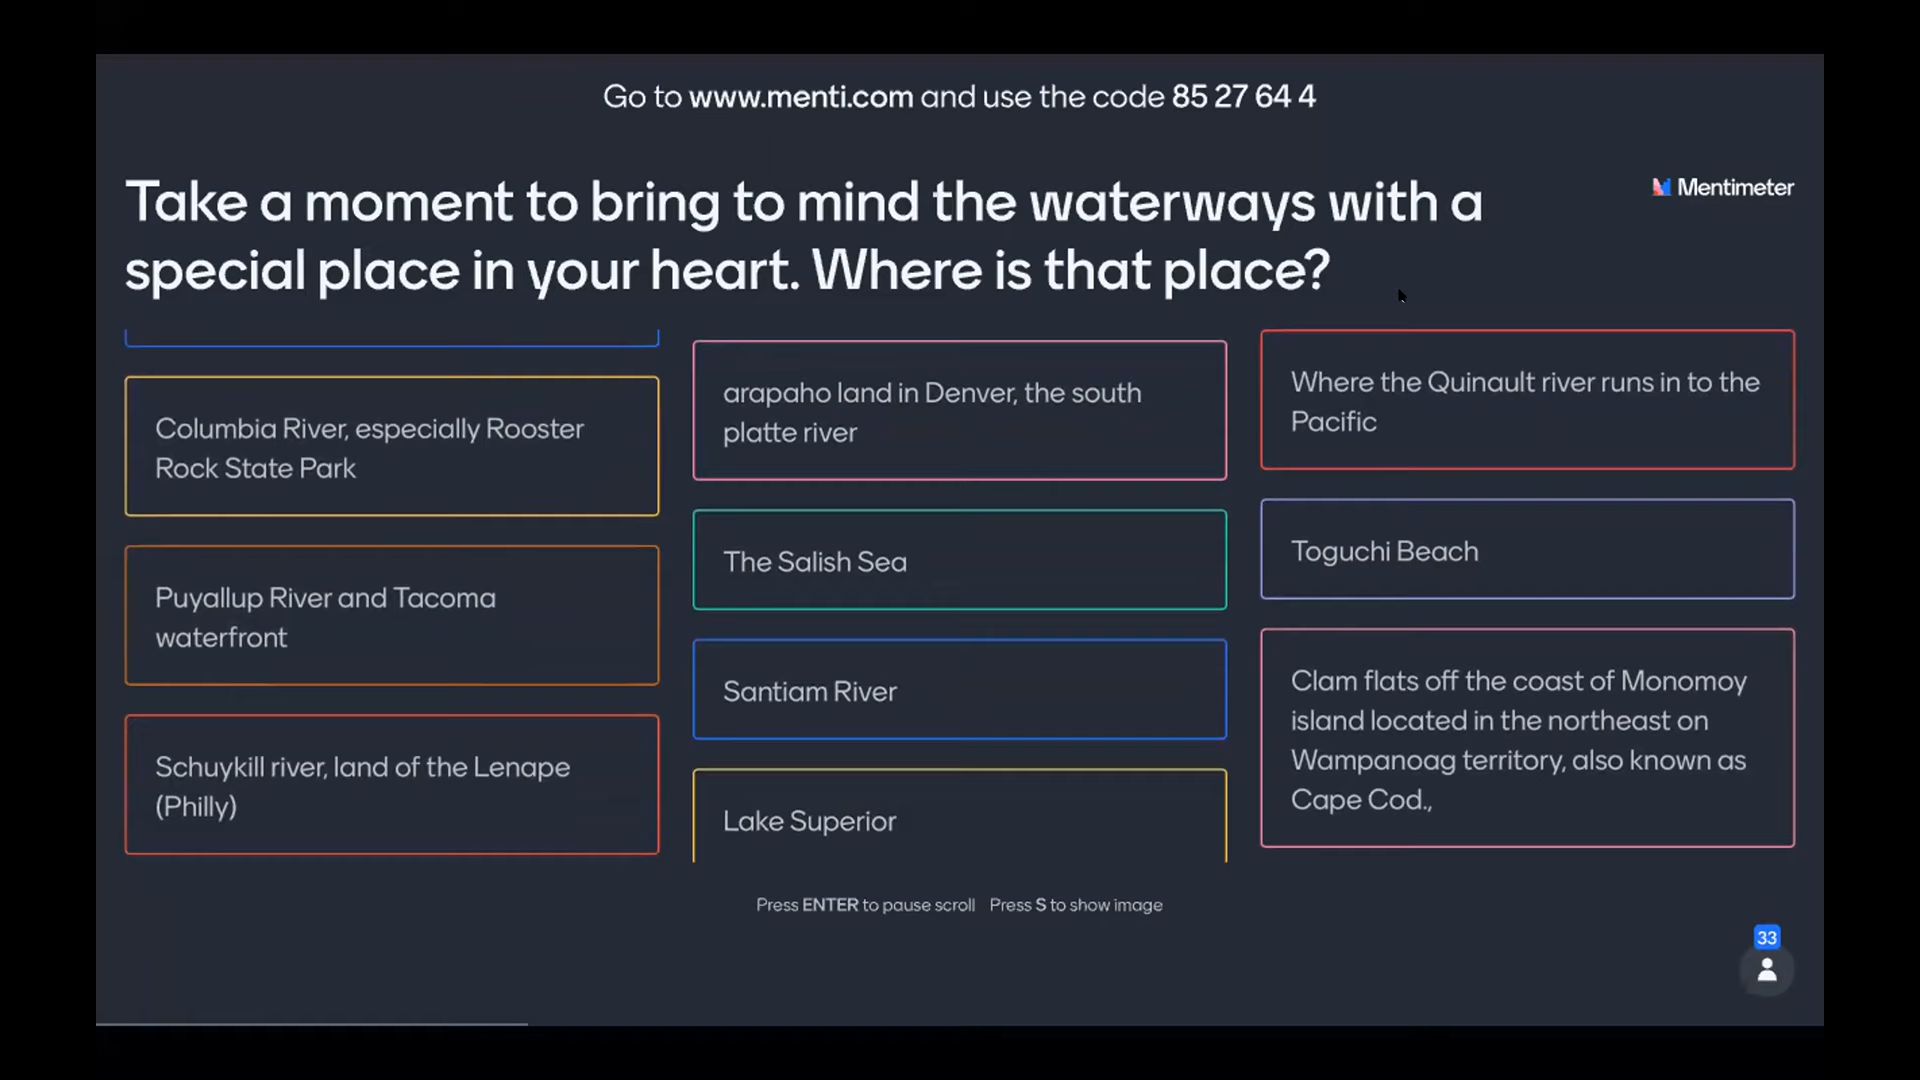 Go to www.menti.com and use the code 85 27 64 4
Take a moment to bring to mind the waterways with a
special place in your heart. Where is that place?
Mentimeter
Columbia River, especially Rooster
Rock State Park
Puyallup River and Tacoma
waterfront
Schuykill river, land of the Lenape
(Philly)
arapaho land in Denver, the south
platte river
The Salish Sea
Santiam River
Lake Superior
Where the Quinault river runs in to the
Pacific
Toguchi Beach
Clam flats off the coast of Monomoy
island located in the northeast on
Wampanoag territory, also known as
Cape Cod.,
Press ENTER to pause scroll Press S to show image
33